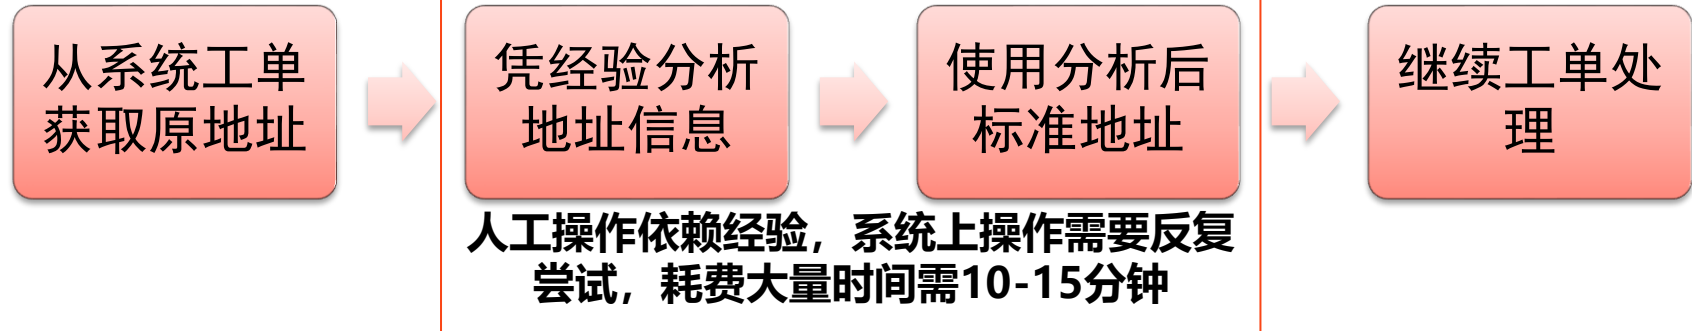 从系统工单
获取原地址
凭经验分析
地址信息
使用分析后
标准地址
继续工单处
理
人工操作依赖经验，系统上操作需要反复
尝试，耗费大量时间需10-15分钟